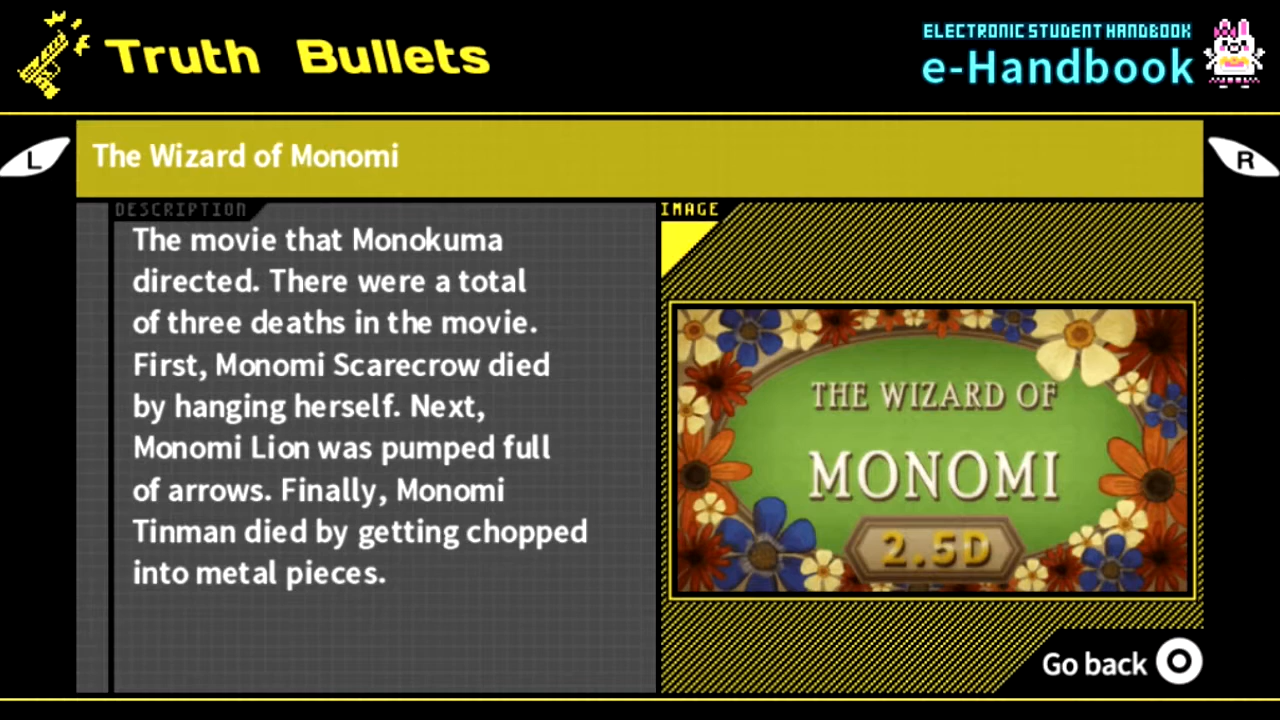 Truth Bullets
ELECTRONIC STUDENT HANDBOOK
e-Handbook
L
R
The Wizard of Monomi
DESCRIPTION
The movie that Monokuma
directed. There were a total
of three deaths in the movie.
First, Monomi Scarecrow died
by hanging herself. Next,
Monomi Lion was pumped full
of arrows. Finally, Monomi
Tinman died by getting chopped
into metal pieces.
IMAGE
THE WIZARD OF
MONOMI
2.5D
Go back